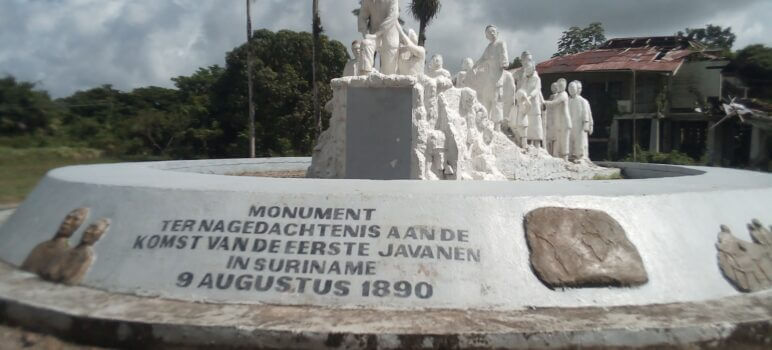 MONUMENT
TER NAGEDACHTENIS AAN DE
KOMST VAN DE EERSTE JAVANEN
IN SURINAME
9 AUGUSTUS 1890